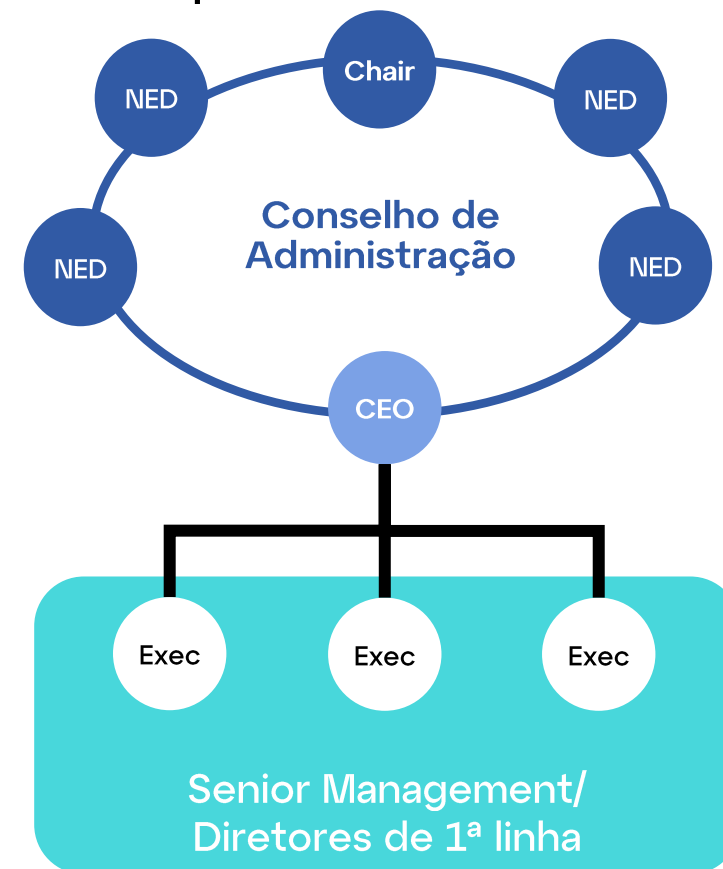 Chair
NED
NED
Conselho de
Administração
NED
NED
CEO
Exec
Exec
Exec
Senior Management/
Diretores de 1ª linha